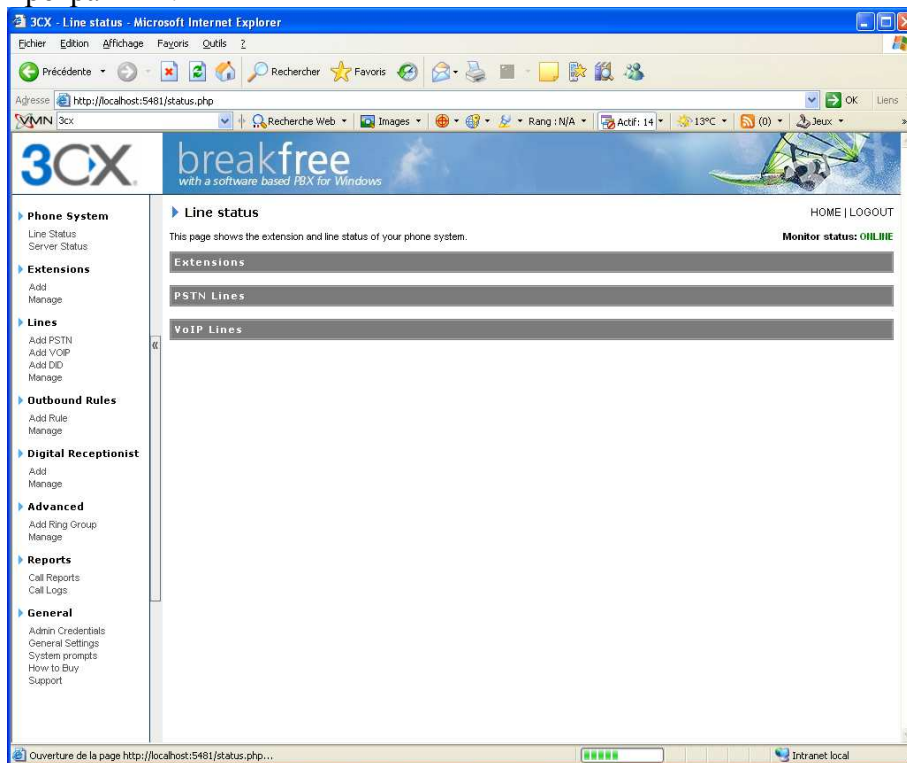 3CX - Line status - Microsoft Internet Explorer
Fichier Edition Affichage Favoris Outils ?
Précédente Rechercher Favoris
Adresse http://localhost:5481/status.php OK Liens
MN 3cx Recherche Web Images Rang : N/A Actif: 14 13°C (0) Jeux »
3CX
breakfree
with a software based PBX for Windows
Phone System
Line Status
Server Status
Extensions
Add
Manage
Lines
Add PSTN
Add VOIP
Add DID
Manage
Outbound Rules
Add Rule
Manage
Digital Receptionist
Add
Manage
Advanced
Add Ring Group
Manage
Reports
Call Reports
Call Logs
General
Admin Credentials
General Settings
System prompts
How to Buy
Support
«
Line status
HOME | LOGOUT
This page shows the extension and line status of your phone system.
Monitor status: ONLINE
Extensions
PSTN Lines
VoIP Lines
Ouverture de la page http://localhost:5481/status.php...
Intranet local